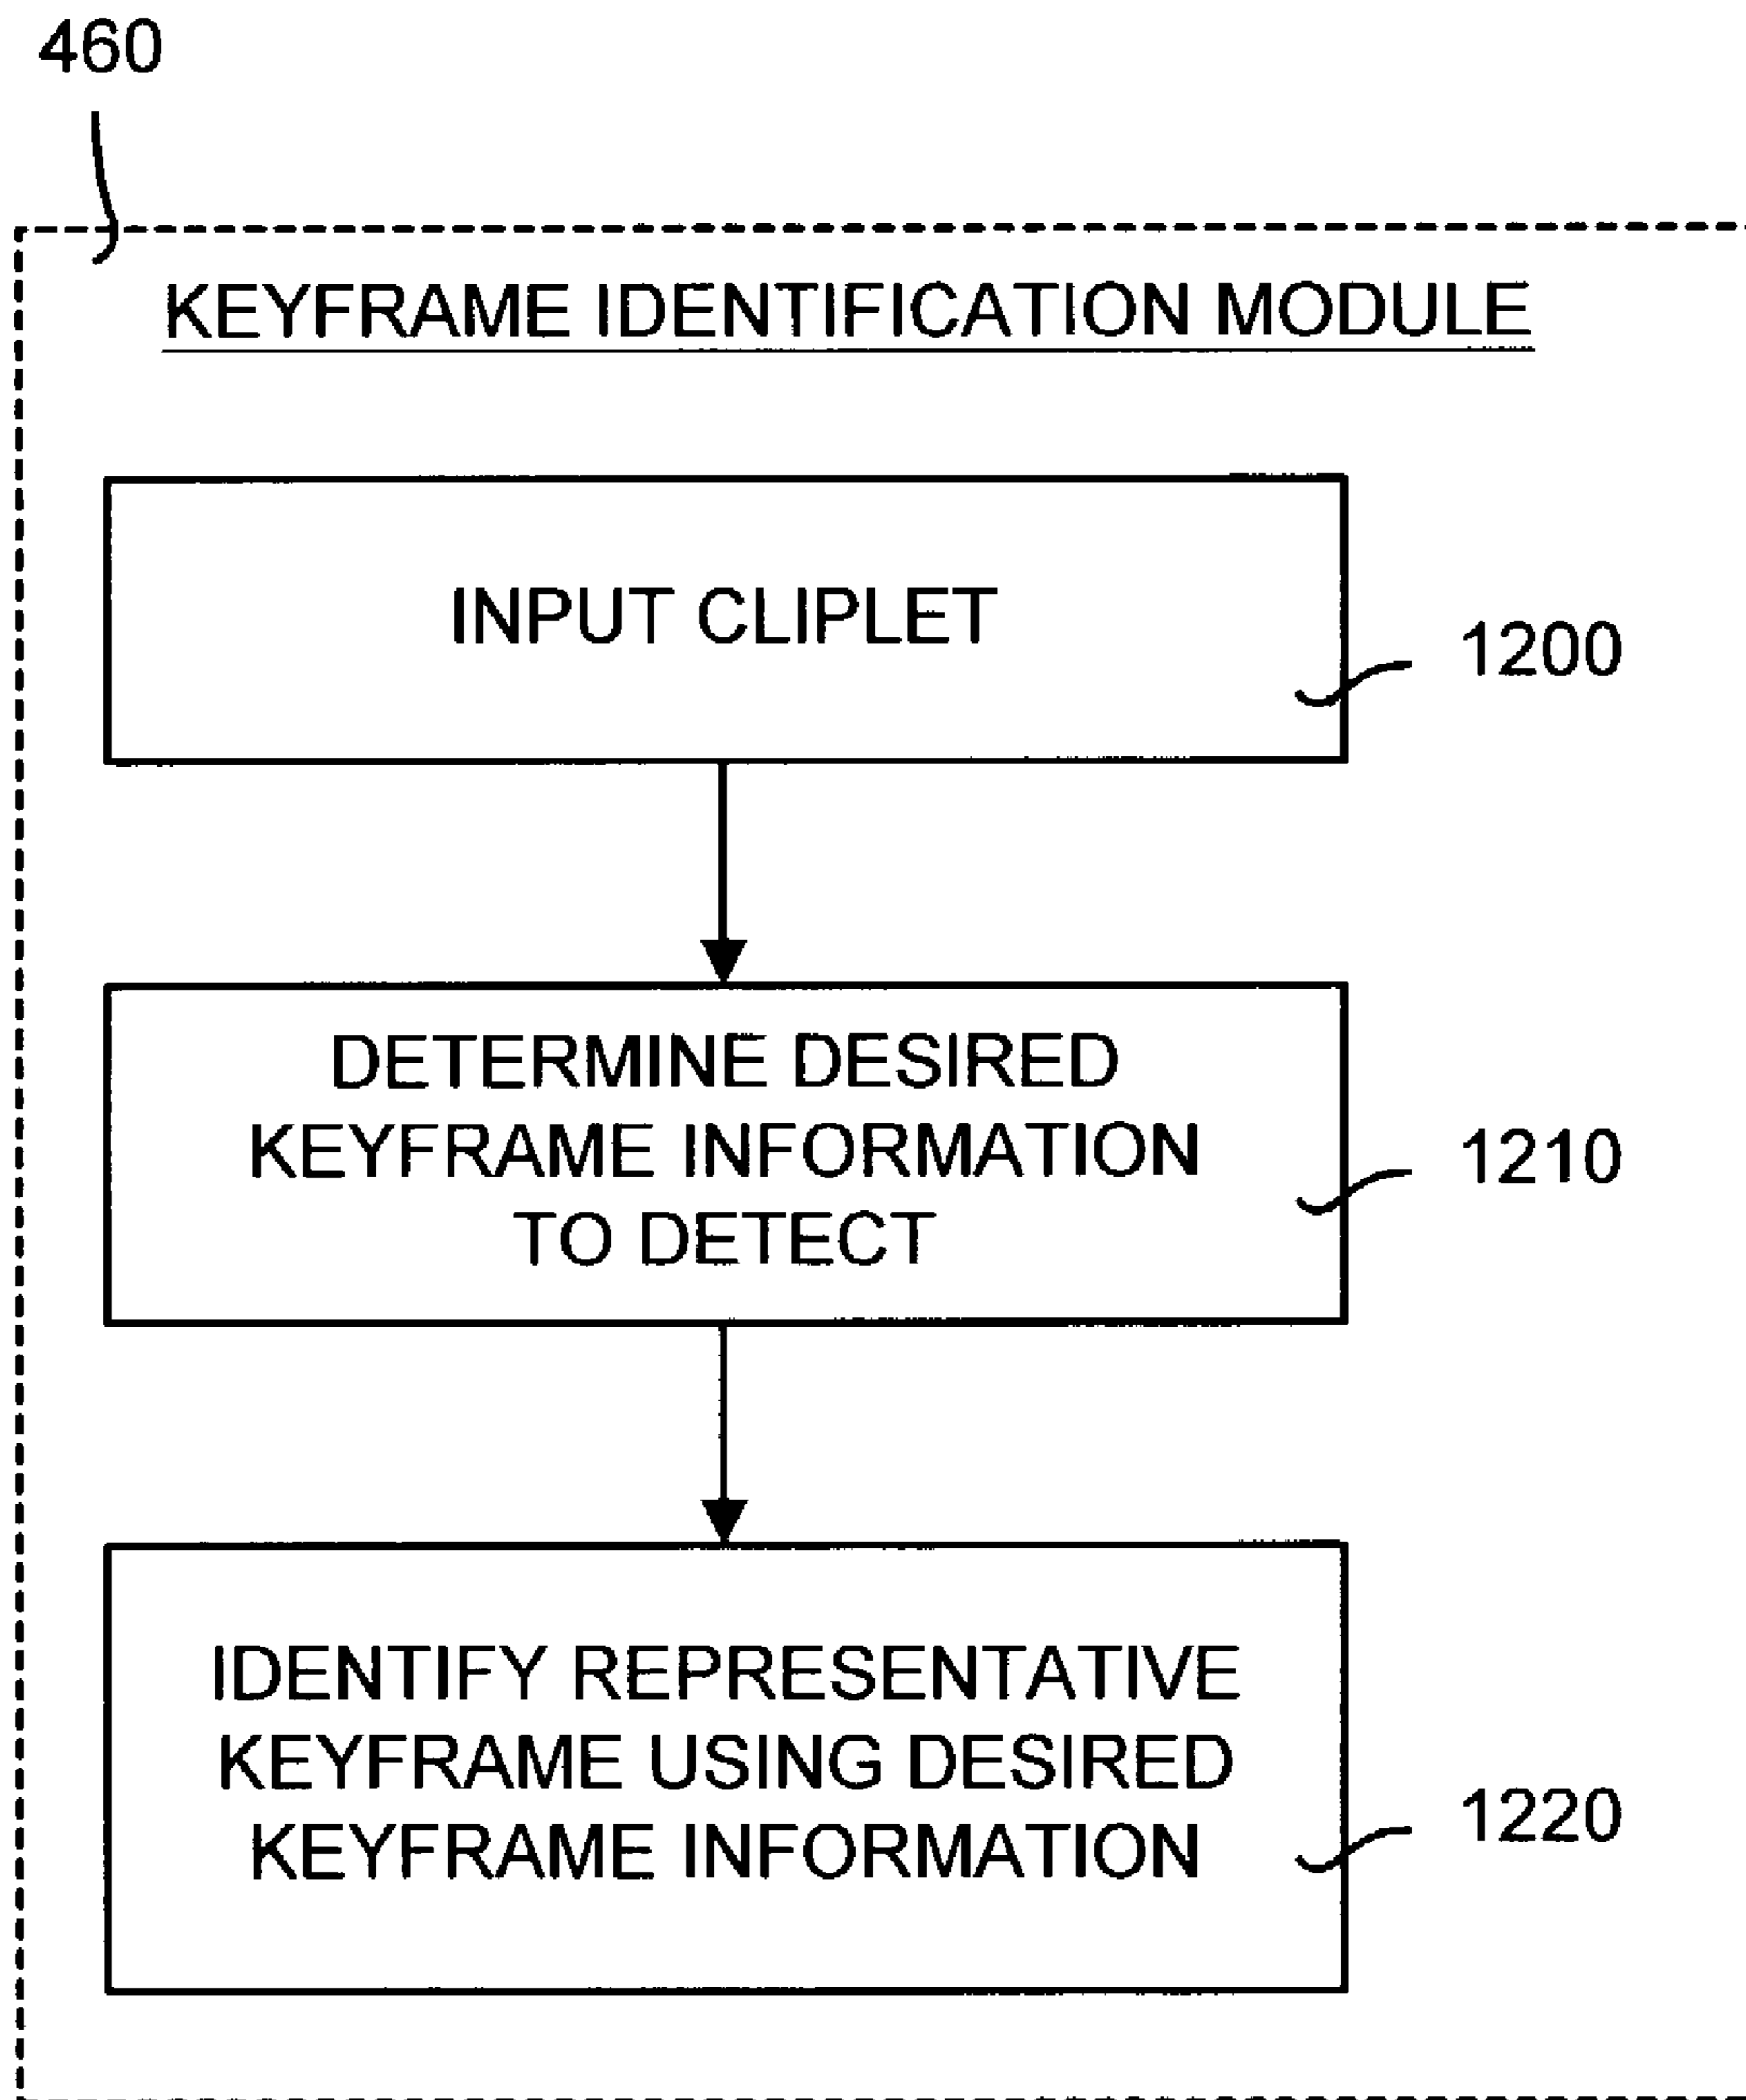 460
KEYFRAME IDENTIFICATION MODULE
INPUT CLIPLET
1200
DETERMINE DESIRED
KEYFRAME INFORMATION
TO DETECT
1210
IDENTIFY REPRESENTATIVE
KEYFRAME USING DESIRED
KEYFRAME INFORMATION
1220